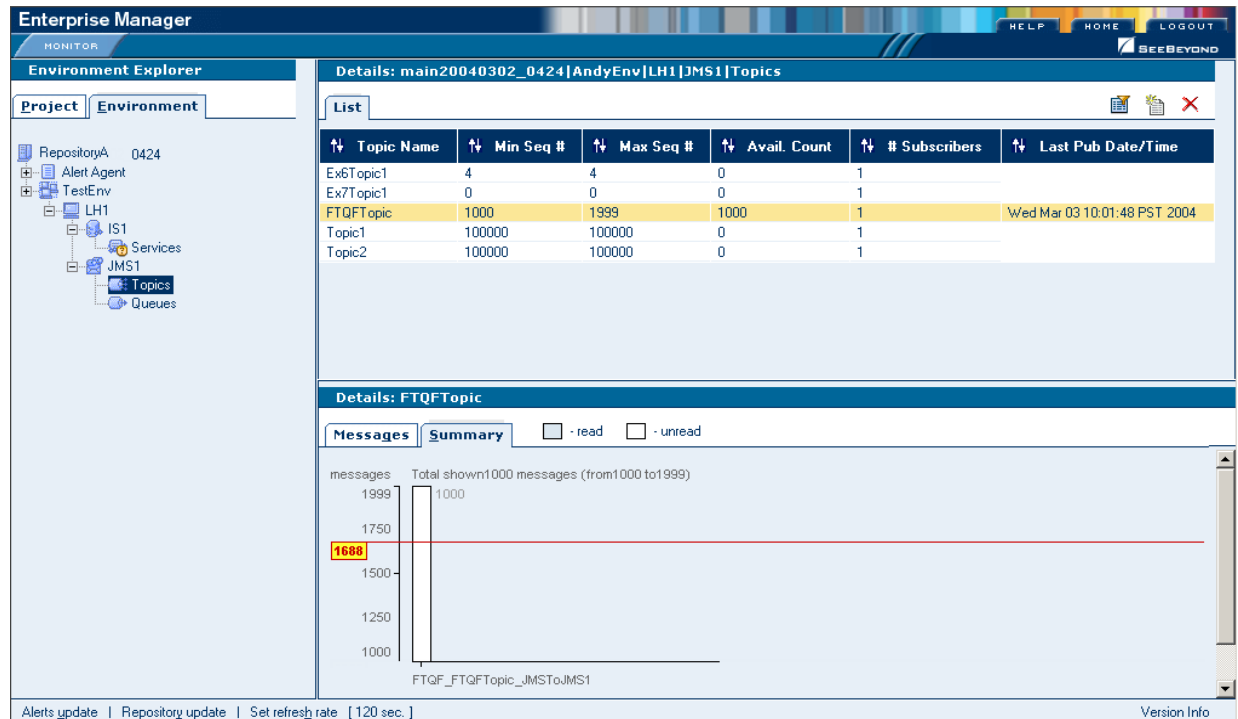 Enterprise Manager
HELP HOME LOGOUT
MONITOR
SEEBEYOND
Environment Explorer
Project Environment
RepositoryA 0424
Alert Agent
TestEnv
LH1
IS1
Services
JMS1
Topics
Queues
Details: main20040302_0424|AndyEnv|LH1|JMS1|Topics
List
Topic Name Min Seq # Max Seq # Avail. Count # Subscribers Last Pub Date/Time
Ex6Topic1 4 4 0 1
Ex7Topic1 0 0 0 1
FTQFTopic 1000 1999 1000 1 Wed Mar 03 10:01:48 PST 2004
Topic1 100000 100000 0 1
Topic2 100000 100000 0 1
Details: FTQFTopic
Messages Summary - read - unread
messages Total shown1000 messages (from1000 to1999)
1999 1000
1750
1688
1500
1250
1000
FTQF_FTQFTopic_JMSToJMS1
Alerts update | Repository update | Set refresh rate [ 120 sec. ] Version Info